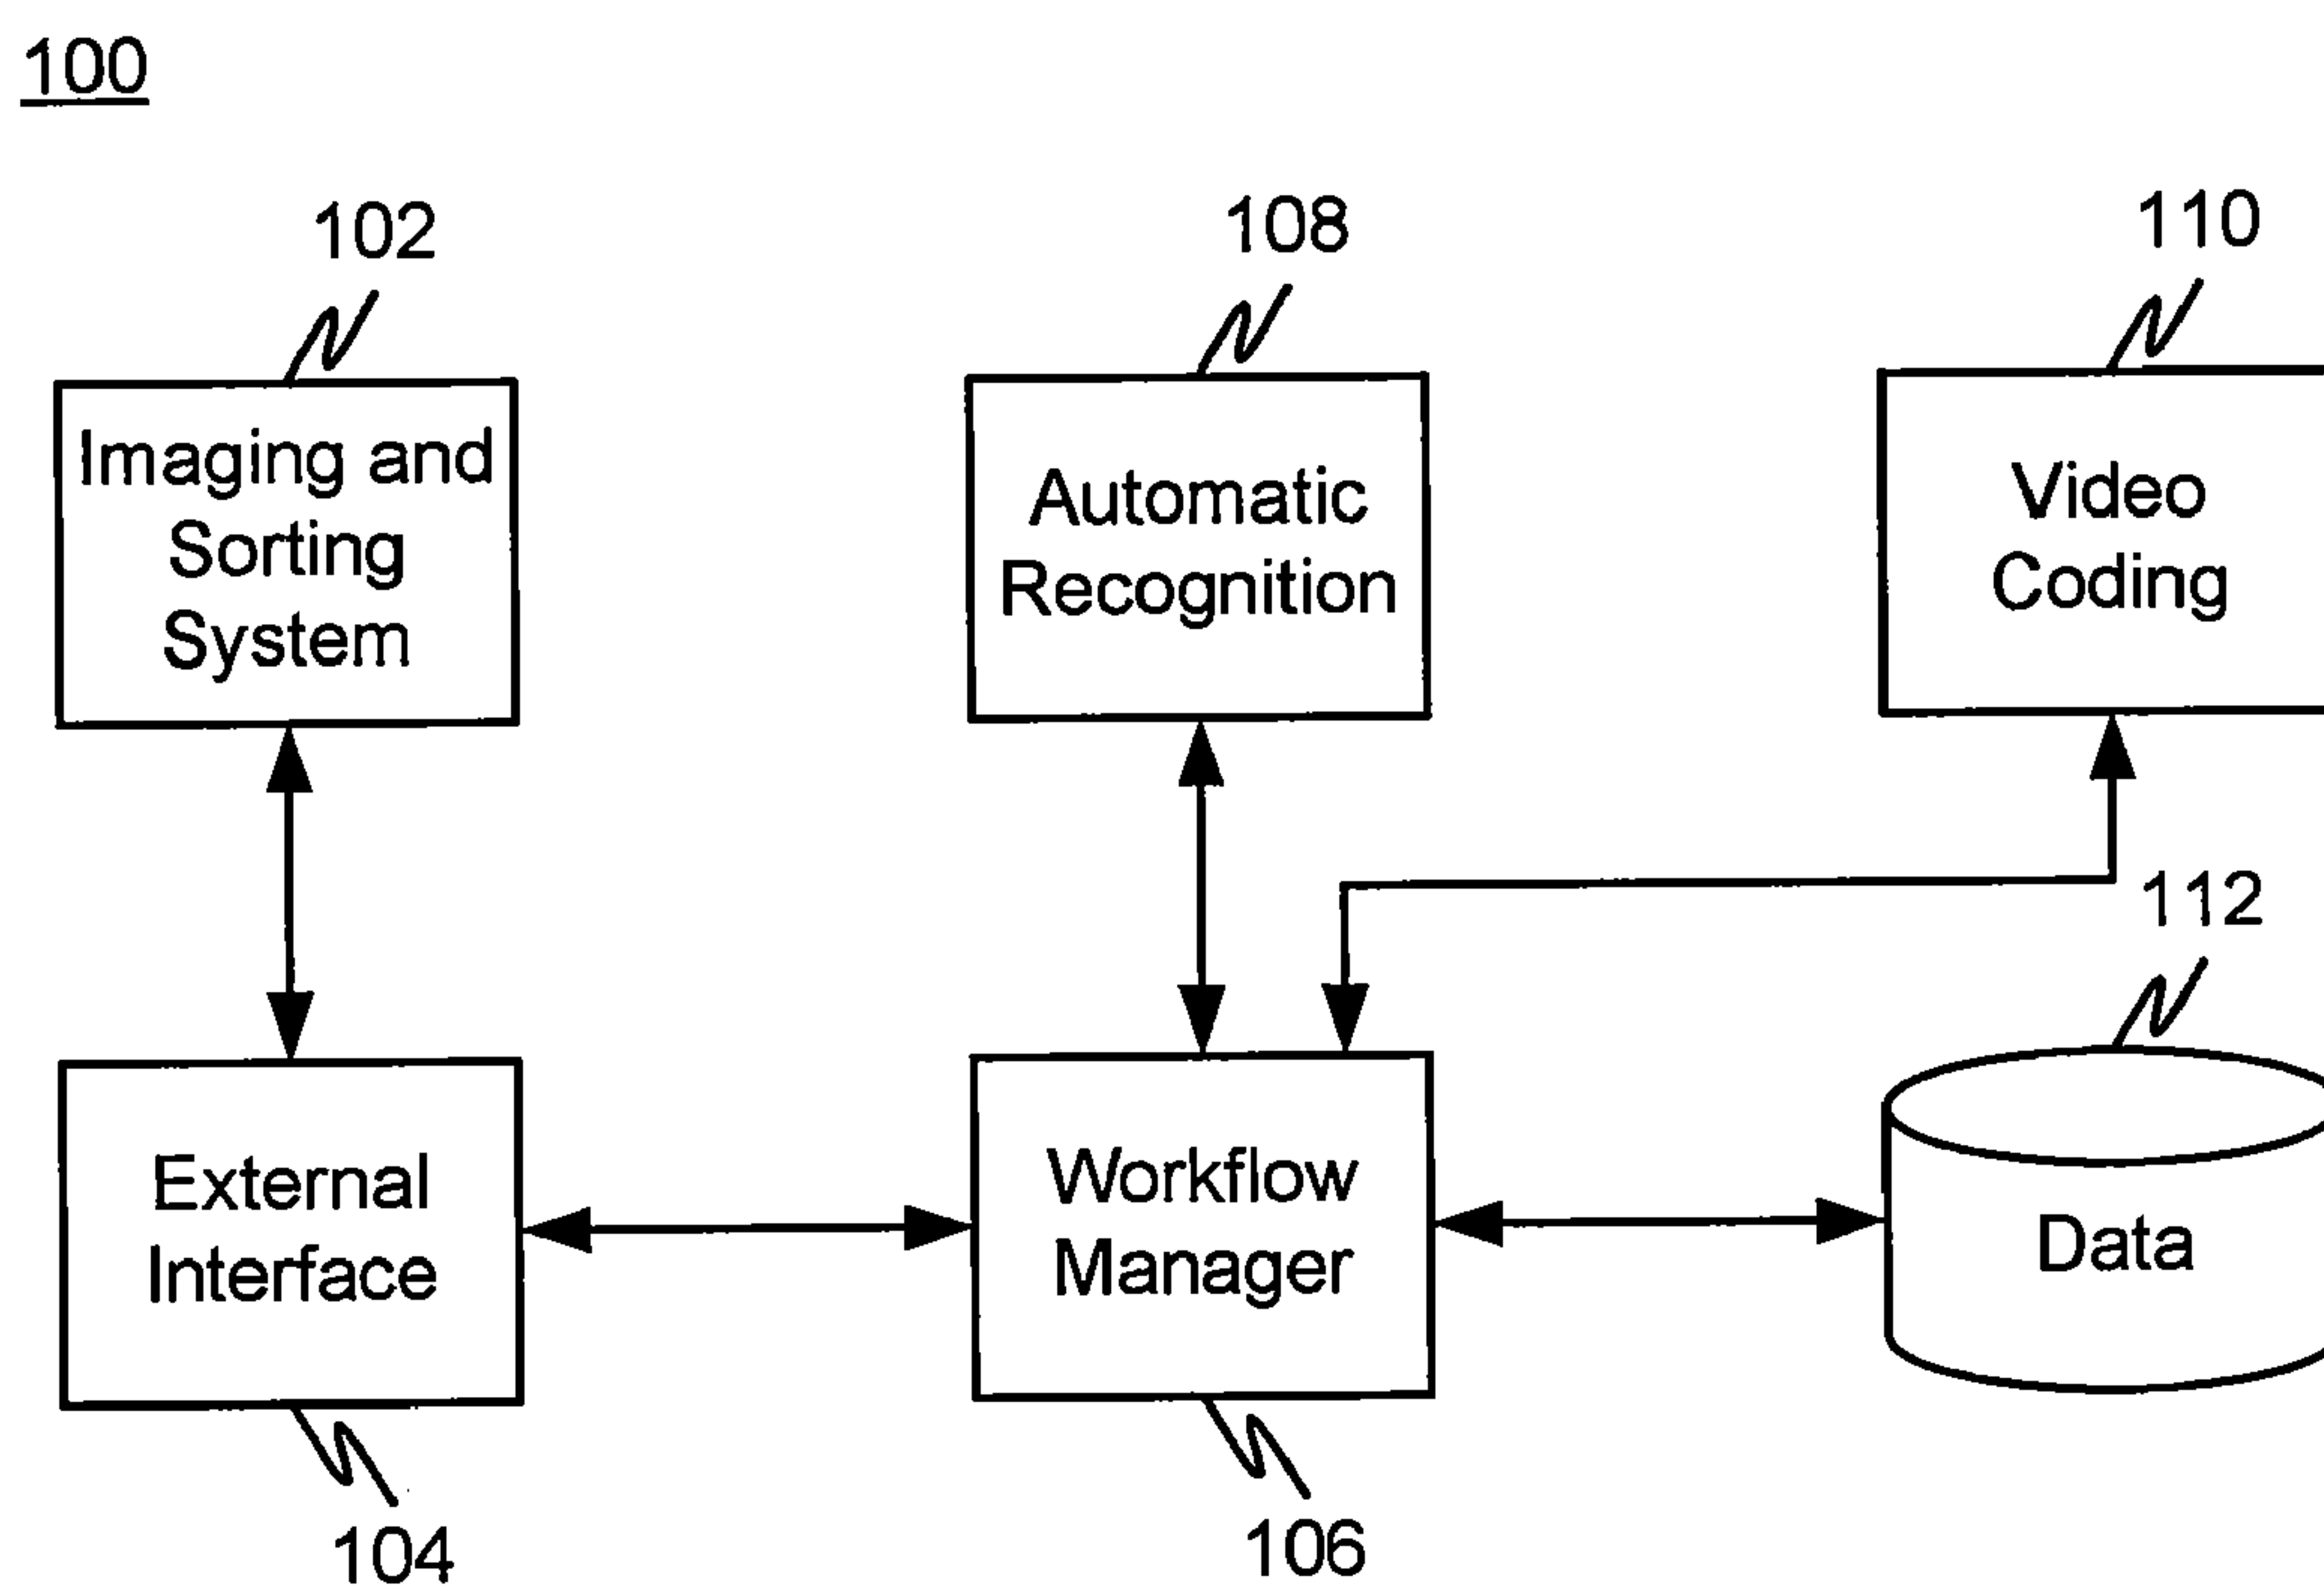 100
102
108
110
Imaging and
Sorting
System
Automatic
Recognition
Video
Coding
112
External
Interface
Workflow
Manager
Data
104
106